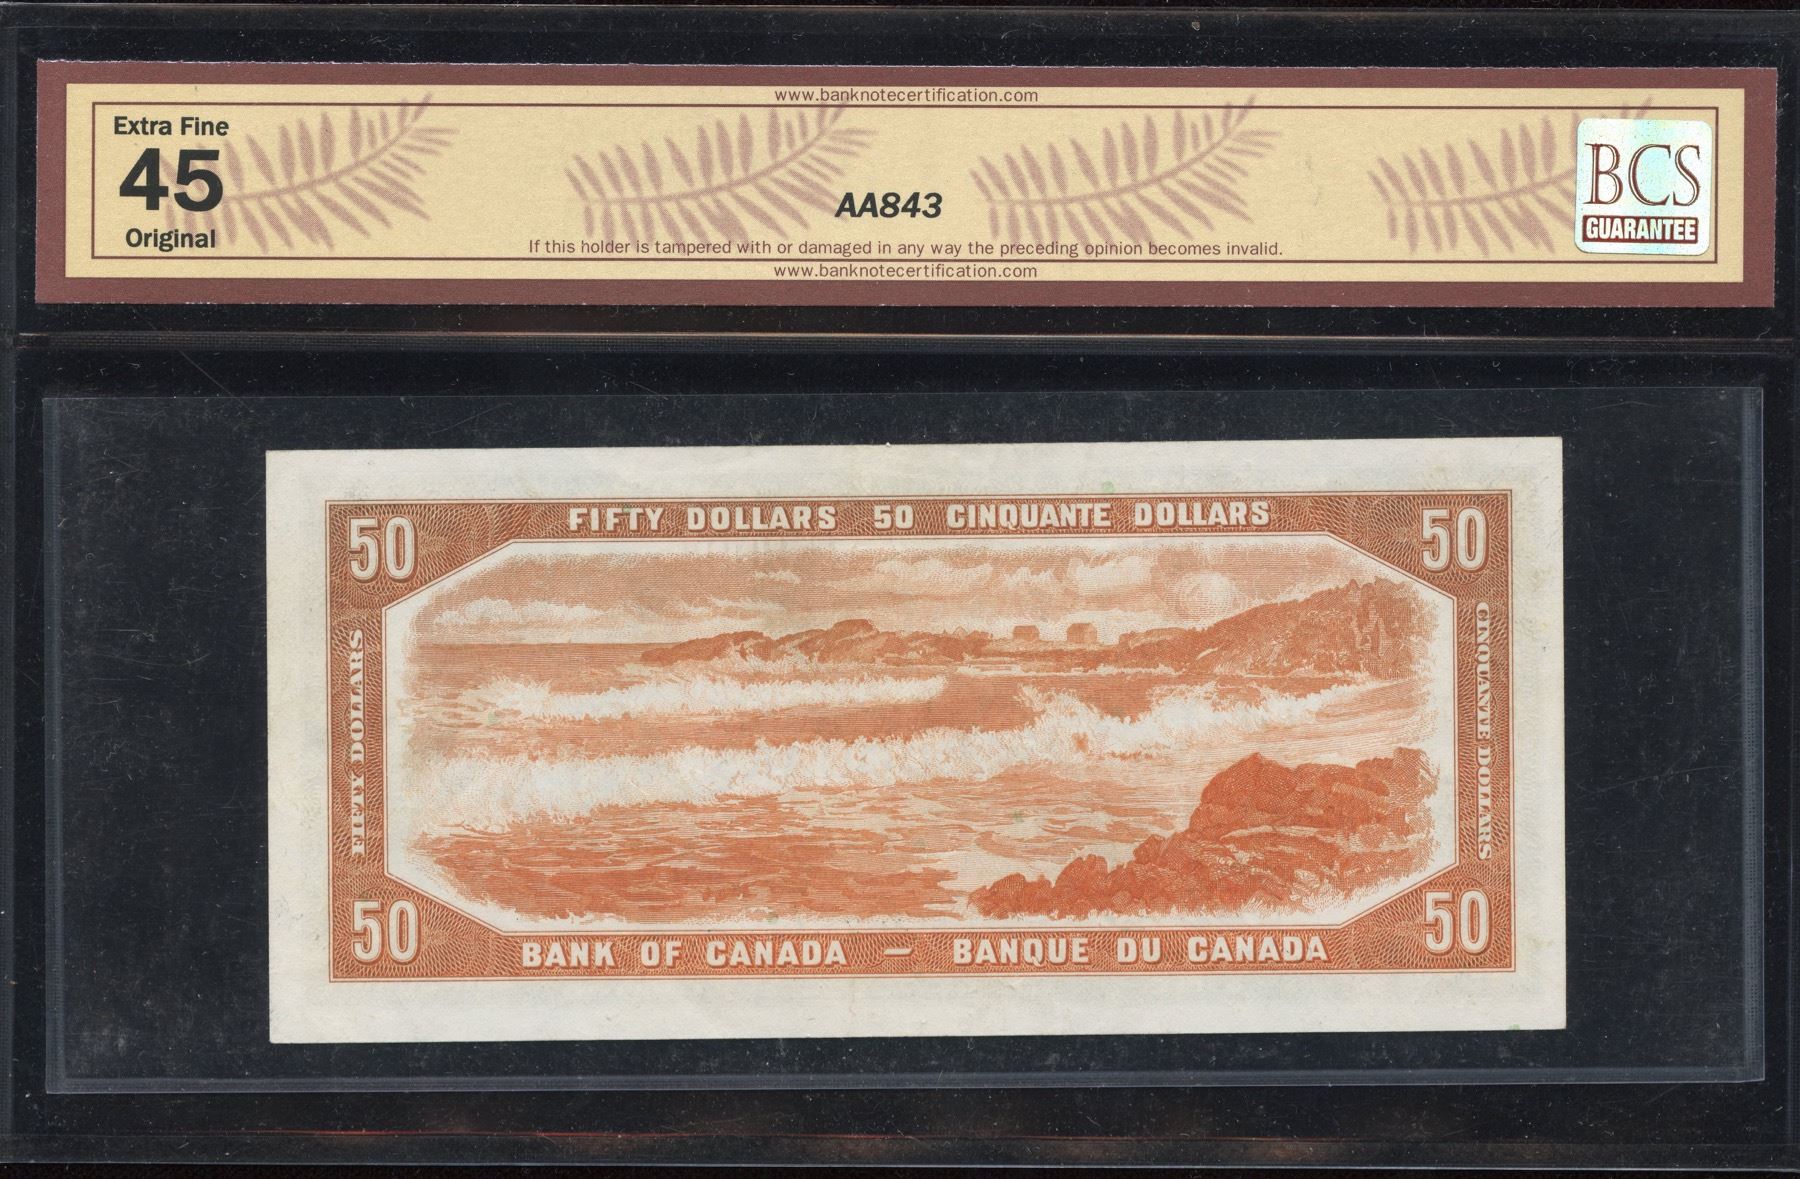 www.banknotecertification.com
Extra Fine
45
Original
AA843
BCS
GUARANTEE
If this holder is tampered with or damaged in any way the preceding opinion becomes invalid.
www.banknotecertification.com
50 FIFTY DOLLARS 50 CINQUANTE DOLLARS 50
FIFTY DOLLARS
CINQUANTE DOLLARS
50 BANK OF CANADA — BANQUE DU CANADA 50